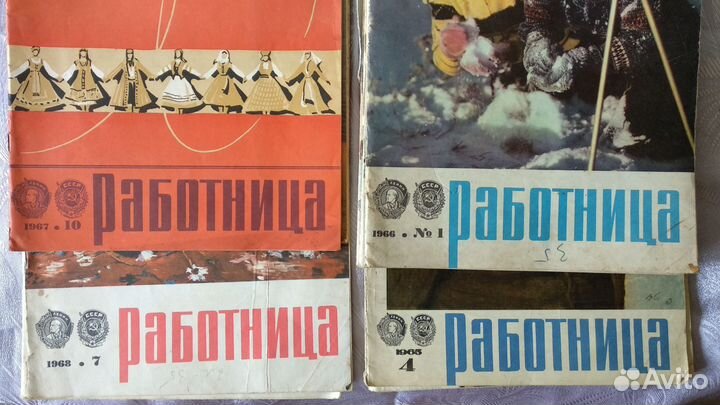 Работница
1967 . 10
Работница
1966 . № 1
Работница
1968 . 7
Работница
1965
4
Avito